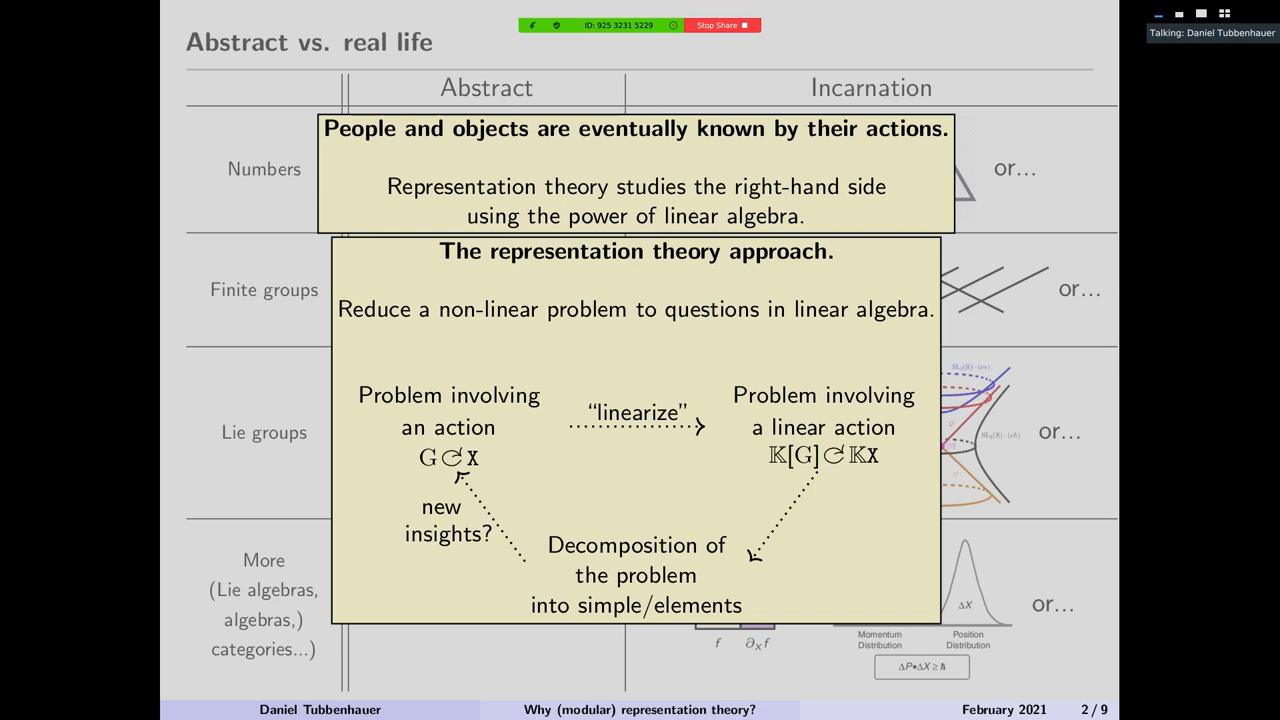 ID: 925 3231 5229
Stop Share
Talking: Daniel Tubbenhauer
Abstract vs. real life
Abstract
Incarnation
People and objects are eventually known by their actions.
Representation theory studies the right-hand side
using the power of linear algebra.
Numbers
or...
The representation theory approach.
Reduce a non-linear problem to questions in linear algebra.
Finite groups
or...
Problem involving
an action
G⟳X
"linearize"
Problem involving
a linear action
𝕂[G]⟳𝕂X
new
insights?
Decomposition of
the problem
into simple/elements
Lie groups
or...
More
(Lie algebras,
algebras,)
categories...)
ΔX
or...
f
∂Xf
Momentum
Distribution
Position
Distribution
ΔP•ΔX ≥ ħ
Daniel Tubbenhauer
Why (modular) representation theory?
February 2021
2 / 9